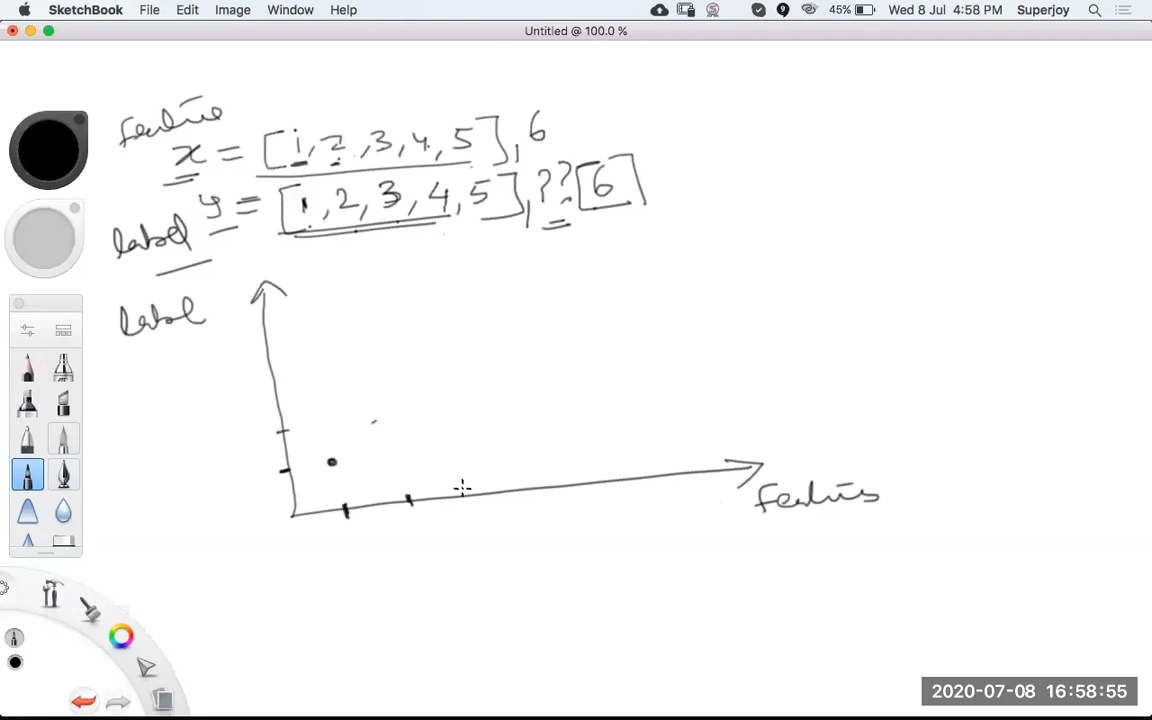 SketchBook File Edit Image Window Help 45% Wed 8 Jul 4:58 PM Superjoy
Untitled @ 100.0 %
feature
x = [1, 2, 3, 4, 5], 6
y = [1, 2, 3, 4, 5], ?? [6]
label
label
Features
2020-07-08 16:58:55